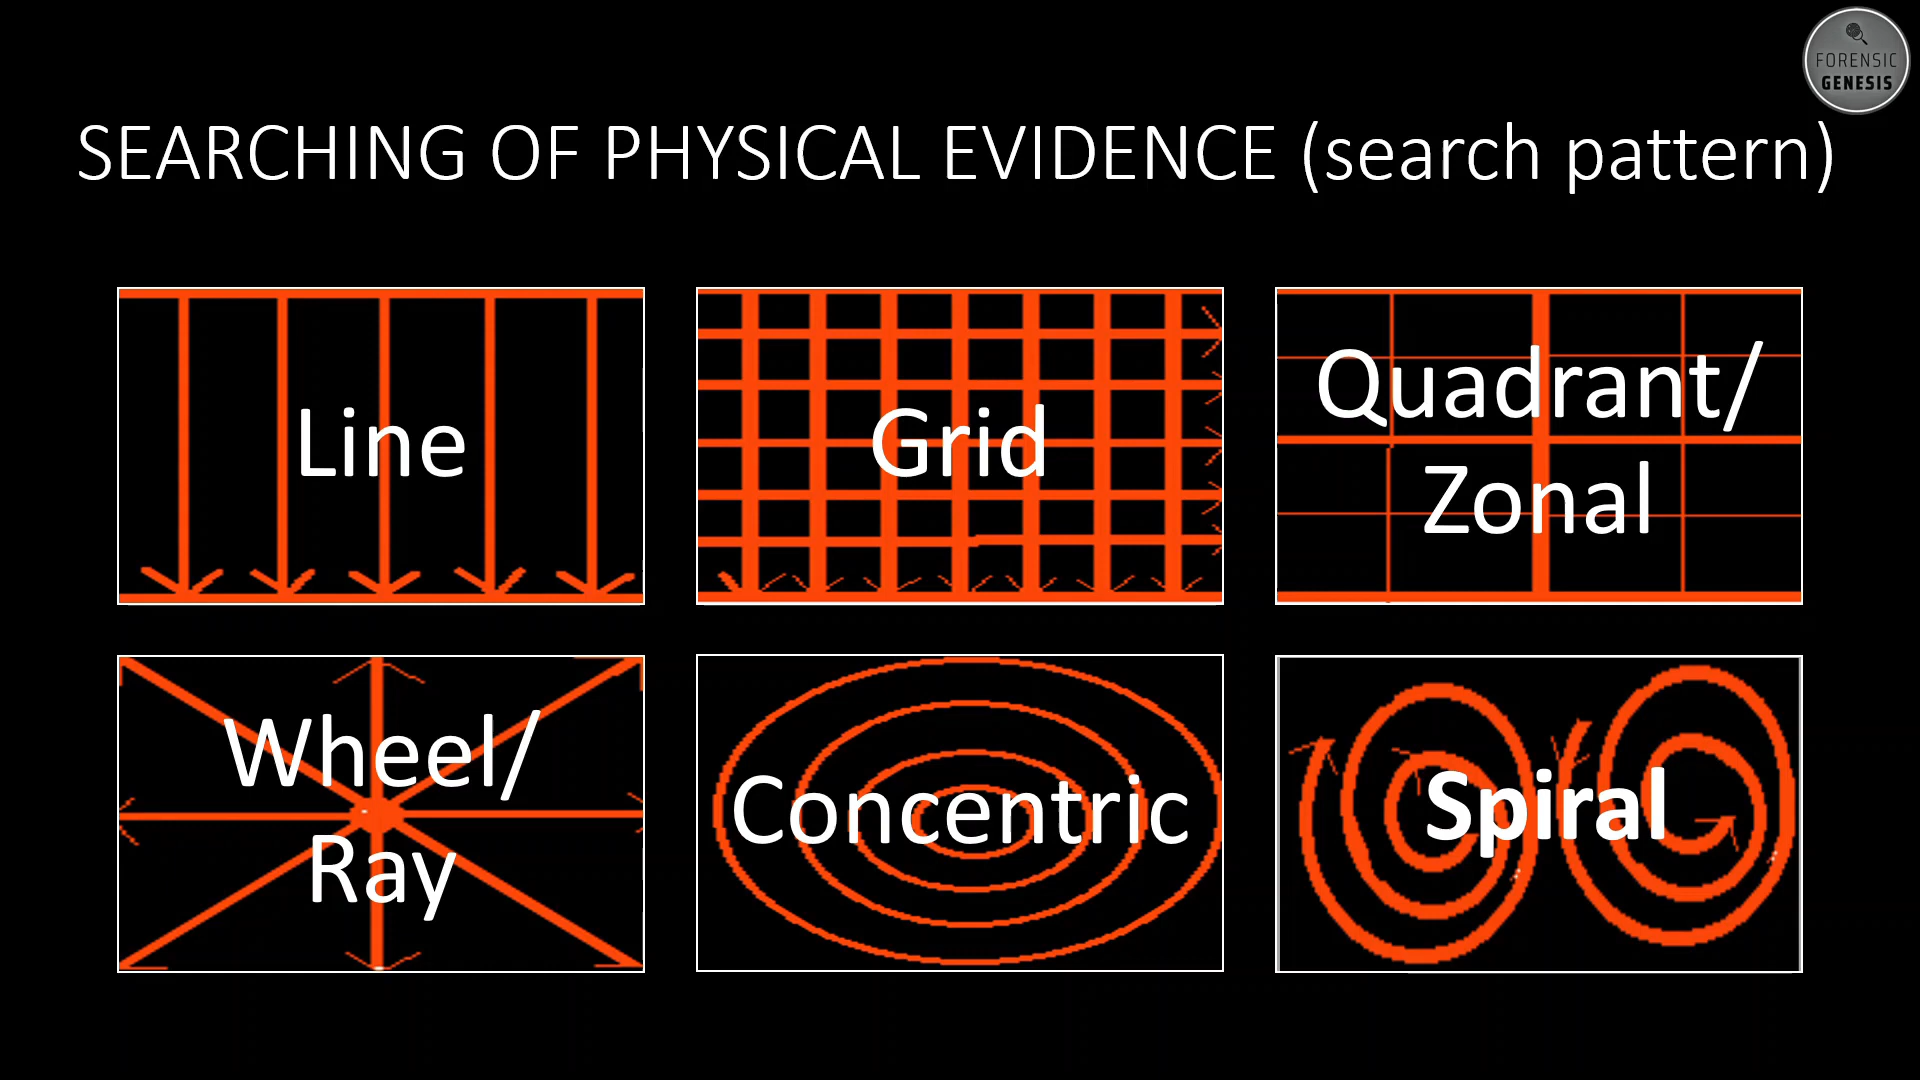 FORENSIC
GENESIS
SEARCHING OF PHYSICAL EVIDENCE (search pattern)
Line
Grid
Quadrant/
Zonal
Wheel/
Ray
Concentric
Spiral